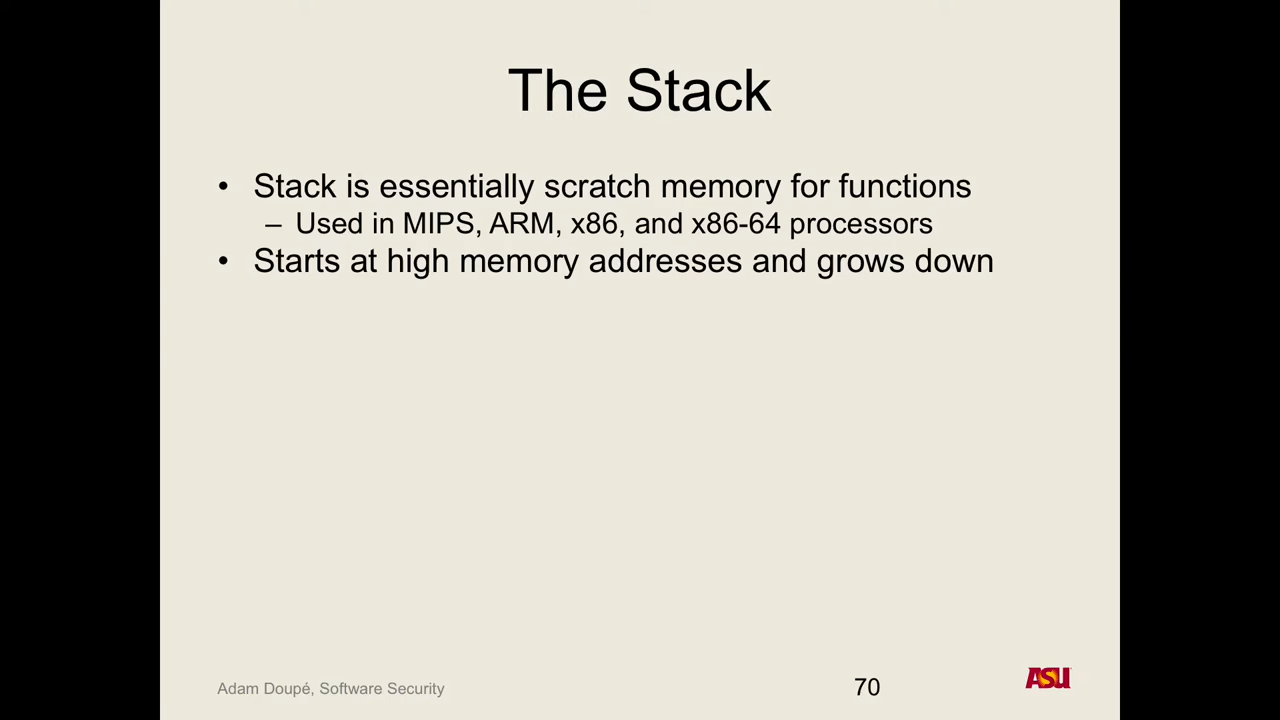 The Stack
• Stack is essentially scratch memory for functions
– Used in MIPS, ARM, x86, and x86-64 processors
• Starts at high memory addresses and grows down
Adam Doupé, Software Security
70
ASU